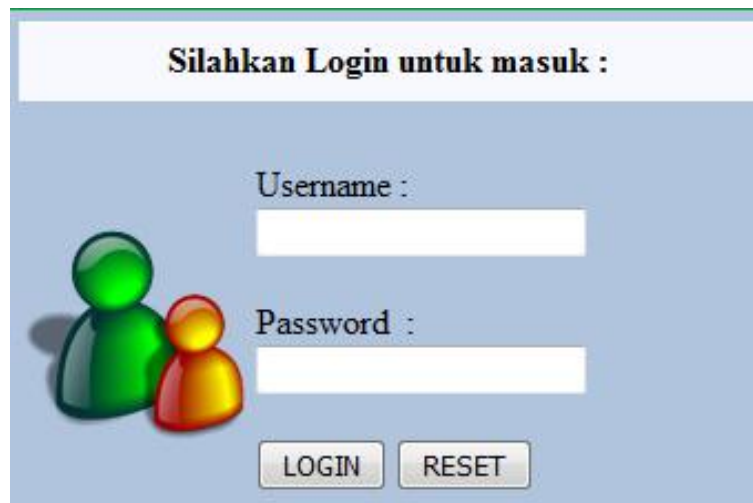 Silahkan Login untuk masuk :
Username :
Password  :
LOGIN RESET